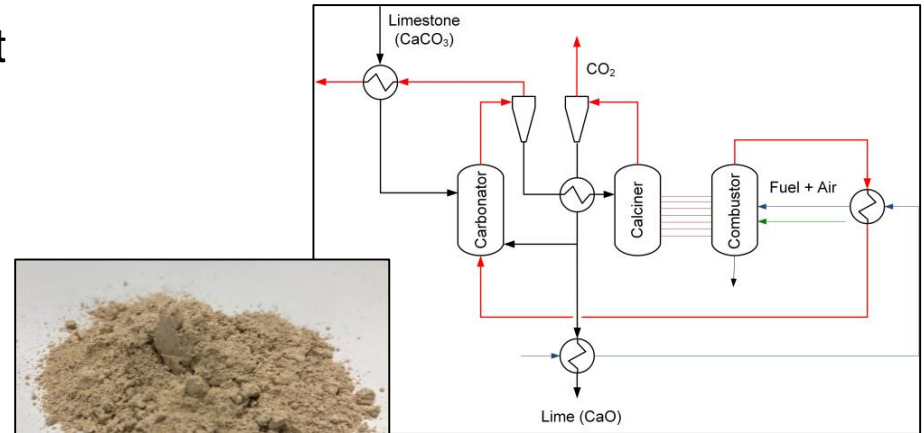 t
Limestone
(CaCO₃)
CO₂
Carbonator
Calciner
Combustor
Fuel + Air
Lime (CaO)